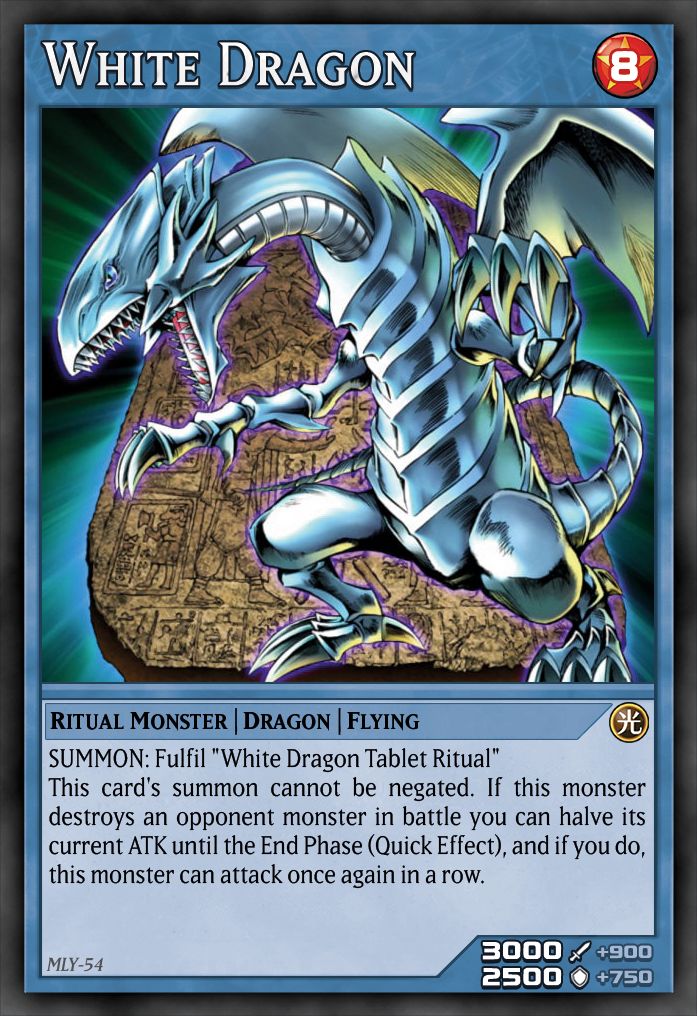 White Dragon
8
Ritual Monster | Dragon | Flying
光
SUMMON: Fulfil "White Dragon Tablet Ritual"
This card's summon cannot be negated. If this monster
destroys an opponent monster in battle you can halve its
current ATK until the End Phase (Quick Effect), and if you do,
this monster can attack once again in a row.
MLY-54
3000 +900
2500 +750